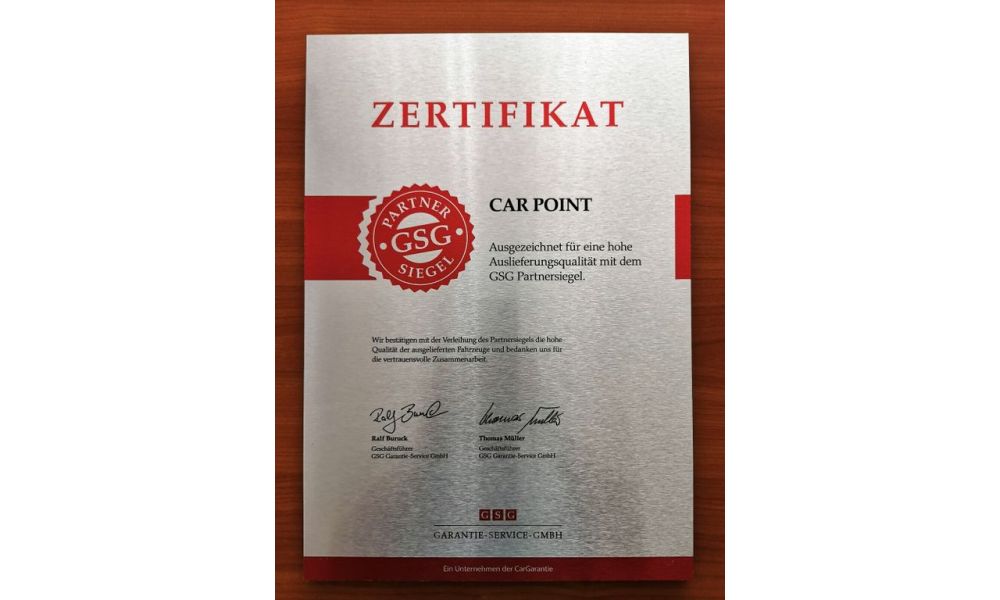 ZERTIFIKAT
PARTNER
GSG
SIEGEL
CAR POINT
Ausgezeichnet für eine hohe
Auslieferungsqualität mit dem
GSG Partnersiegel.
Wir bestätigen mit der Verleihung des Partnersiegels die hohe
Qualität der ausgelieferten Fahrzeuge und bedanken uns für
die vertrauensvolle Zusammenarbeit.
Ralf Buruck
Geschäftsführer
GSG Garantie-Service GmbH
Thomas Müller
Geschäftsführer
GSG Garantie-Service GmbH
GSG
GARANTIE-SERVICE-GMBH
Ein Unternehmen der CarGarantie